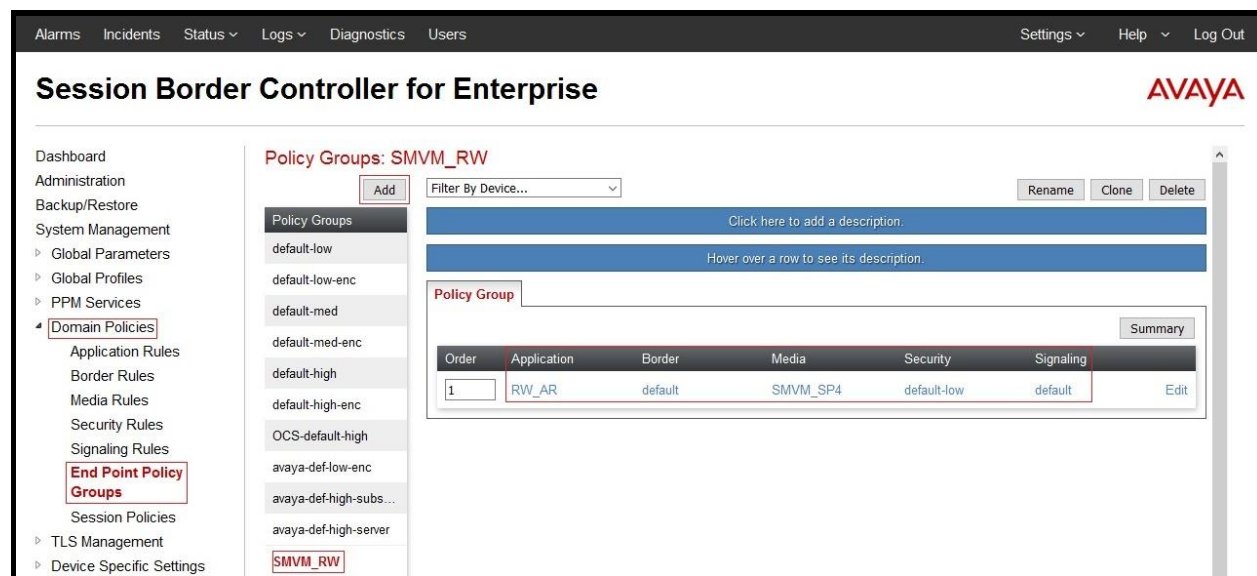 Alarms Incidents Status Logs Diagnostics Users Settings Help Log Out
Session Border Controller for Enterprise
AVAYA
Dashboard
Administration
Backup/Restore
System Management
Global Parameters
Global Profiles
PPM Services
Domain Policies
Application Rules
Border Rules
Media Rules
Security Rules
Signaling Rules
End Point Policy
Groups
Session Policies
TLS Management
Device Specific Settings
Policy Groups: SMVM_RW
Add
Policy Groups
default-low
default-low-enc
default-med
default-med-enc
default-high
default-high-enc
OCS-default-high
avaya-def-low-enc
avaya-def-high-subs...
avaya-def-high-server
SMVM_RW
Filter By Device...
Rename Clone Delete
Click here to add a description.
Hover over a row to see its description.
Policy Group
Summary
Order Application Border Media Security Signaling
1 RW_AR default SMVM_SP4 default-low default Edit